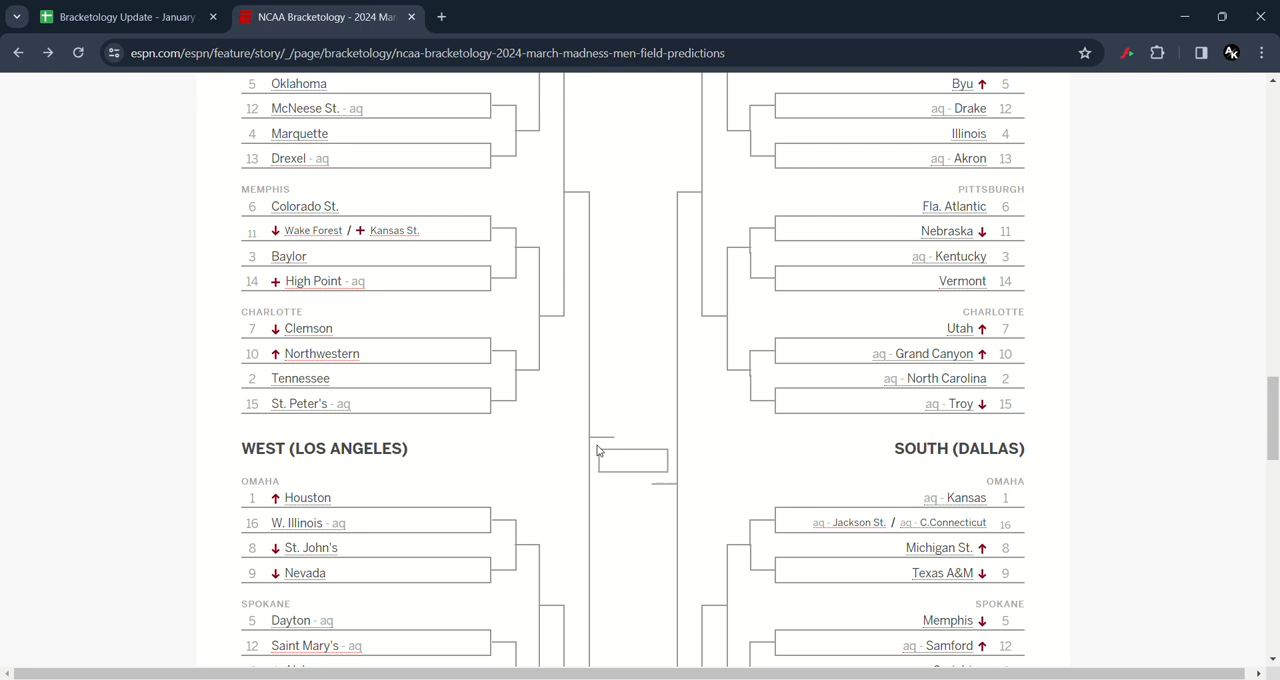 Bracketology Update - January
NCAA Bracketology - 2024 Mar
espn.com/espn/feature/story/_/page/bracketology/ncaa-bracketology-2024-march-madness-men-field-predictions
AK
5 Oklahoma
12 McNeese St. - aq
4 Marquette
13 Drexel - aq
MEMPHIS
6 Colorado St.
11 Wake Forest / + Kansas St.
3 Baylor
14 + High Point - aq
CHARLOTTE
7 ↓ Clemson
10 ↑ Northwestern
2 Tennessee
15 St. Peter's - aq
WEST (LOS ANGELES)
OMAHA
1 ↑ Houston
16 W. Illinois - aq
8 ↓ St. John's
9 ↓ Nevada
SPOKANE
5 Dayton - aq
12 Saint Mary's - aq
Byu ↑ 5
aq - Drake 12
Illinois 4
aq - Akron 13
PITTSBURGH
Fla. Atlantic 6
Nebraska ↓ 11
aq - Kentucky 3
Vermont 14
CHARLOTTE
Utah ↑ 7
aq - Grand Canyon ↑ 10
aq - North Carolina 2
aq - Troy ↓ 15
SOUTH (DALLAS)
OMAHA
aq - Kansas 1
aq - Jackson St. / aq - C.Connecticut 16
Michigan St. ↑ 8
Texas A&M ↓ 9
SPOKANE
Memphis ↓ 5
aq - Samford ↑ 12